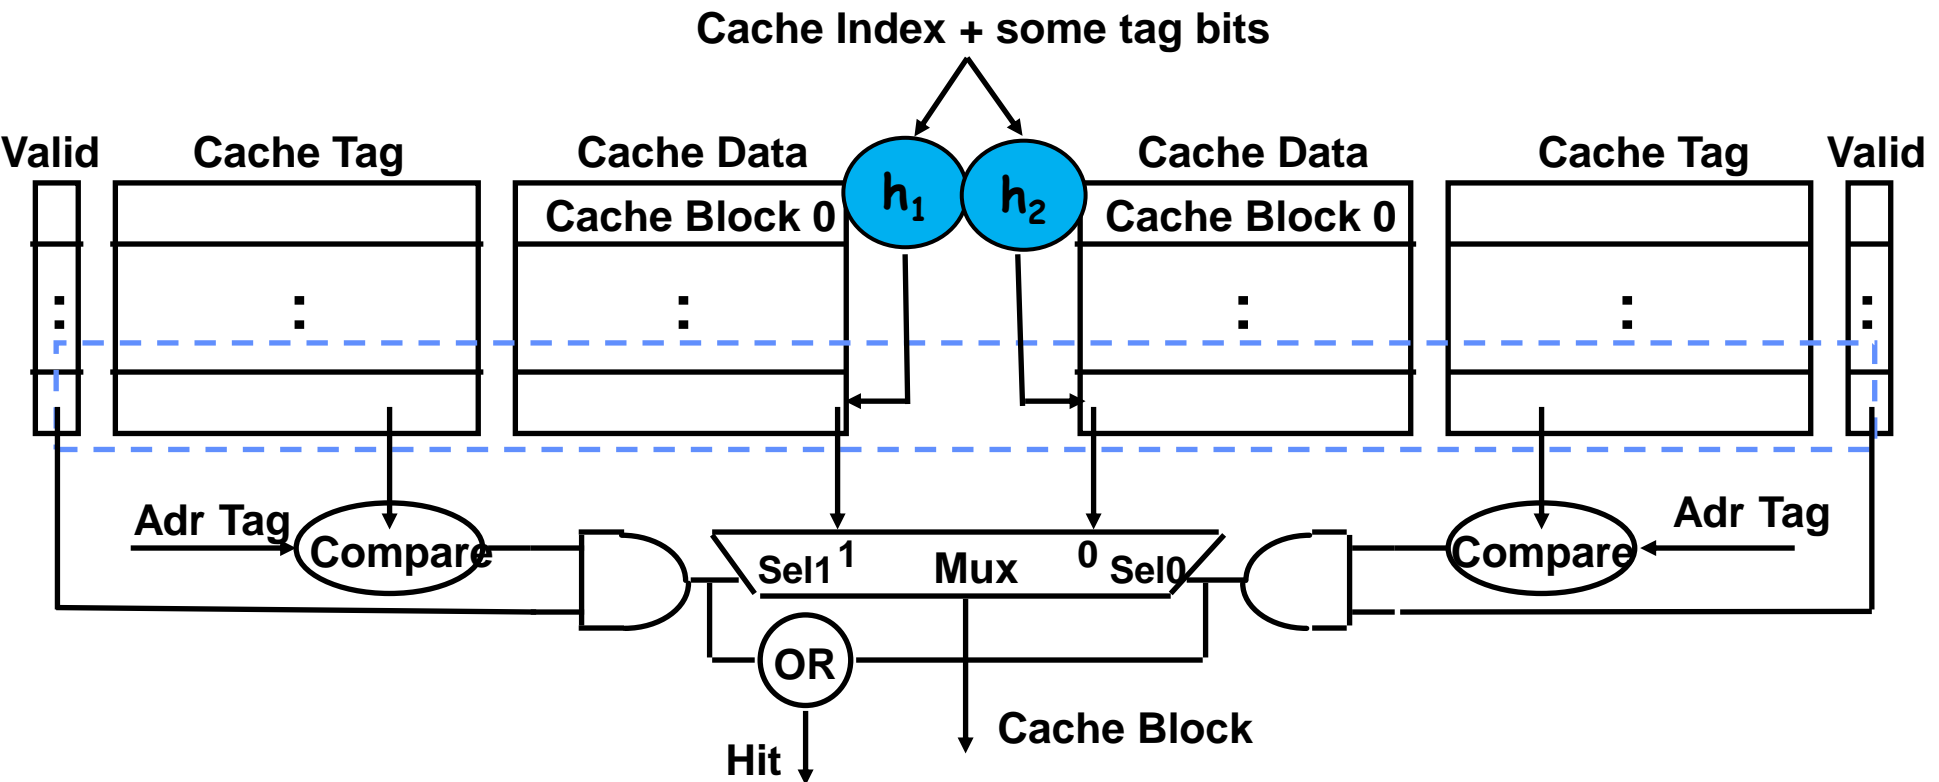 Cache Index + some tag bits
Valid Cache Tag Cache Data Cache Data Cache Tag Valid
h1 h2
Cache Block 0 Cache Block 0
: : : : : :
Adr Tag Adr Tag
Compare Sel1 1 Mux 0 Sel0 Compare
OR
Cache Block
Hit